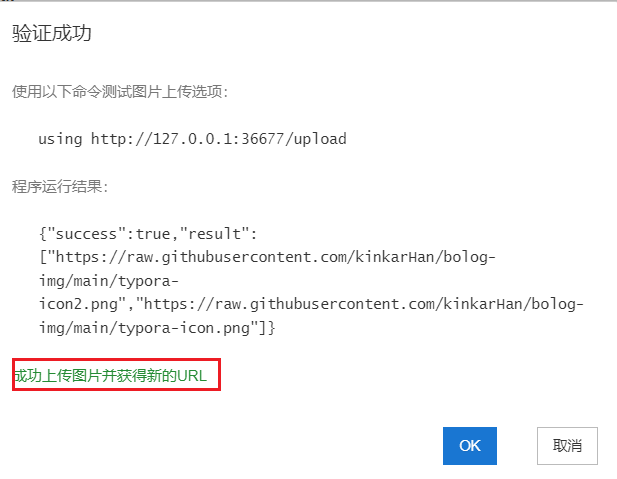 验证成功
使用以下命令测试图片上传选项:
using http://127.0.0.1:36677/upload
程序运行结果:
{"success":true,"result":
["https://raw.githubusercontent.com/kinkarHan/bolog-
img/main/typora-
icon2.png","https://raw.githubusercontent.com/kinkarHan/bolog-
img/main/typora-icon.png"]}
成功上传图片并获得新的URL
OK
取消